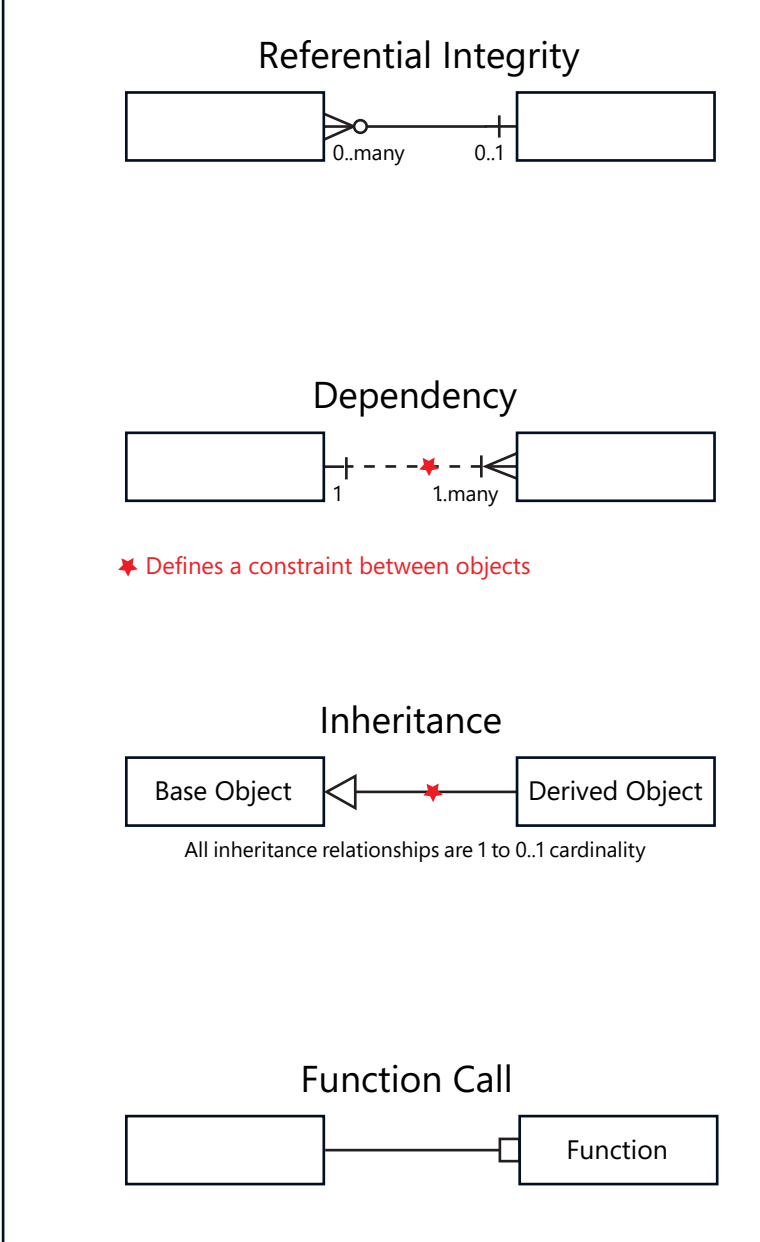 Referential Integrity
0..many 0..1
Dependency
1 1..many
Defines a constraint between objects
Inheritance
Base Object Derived Object
All inheritance relationships are 1 to 0..1 cardinality
Function Call
Function